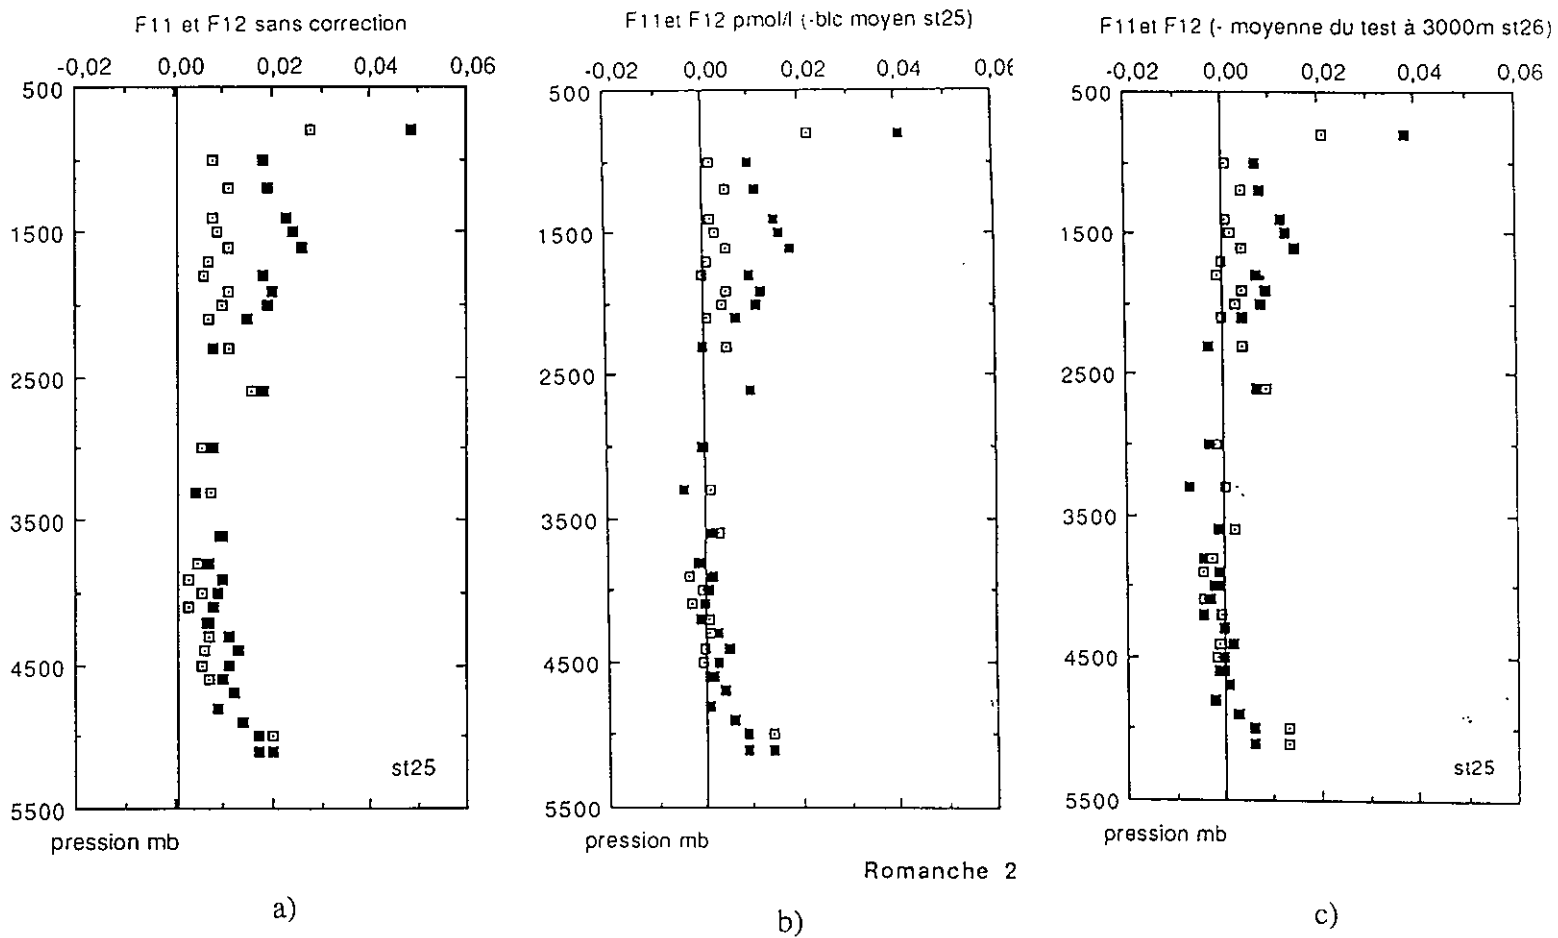 F11 et F12 sans correction
-0,02 0,00 0,02 0,04 0,06
500
1500
2500
3500
4500
5500
st25
pression mb
a)
F11et F12 pmol/l (-blc moyen st25)
-0,02 0,00 0,02 0,04 0,06
500
1500
2500
3500
4500
5500
pression mb
Romanche 2
b)
F11et F12 (- moyenne du test à 3000m st26)
-0,02 0,00 0,02 0,04 0,06
500
1500
2500
3500
4500
5500
st25
pression mb
c)